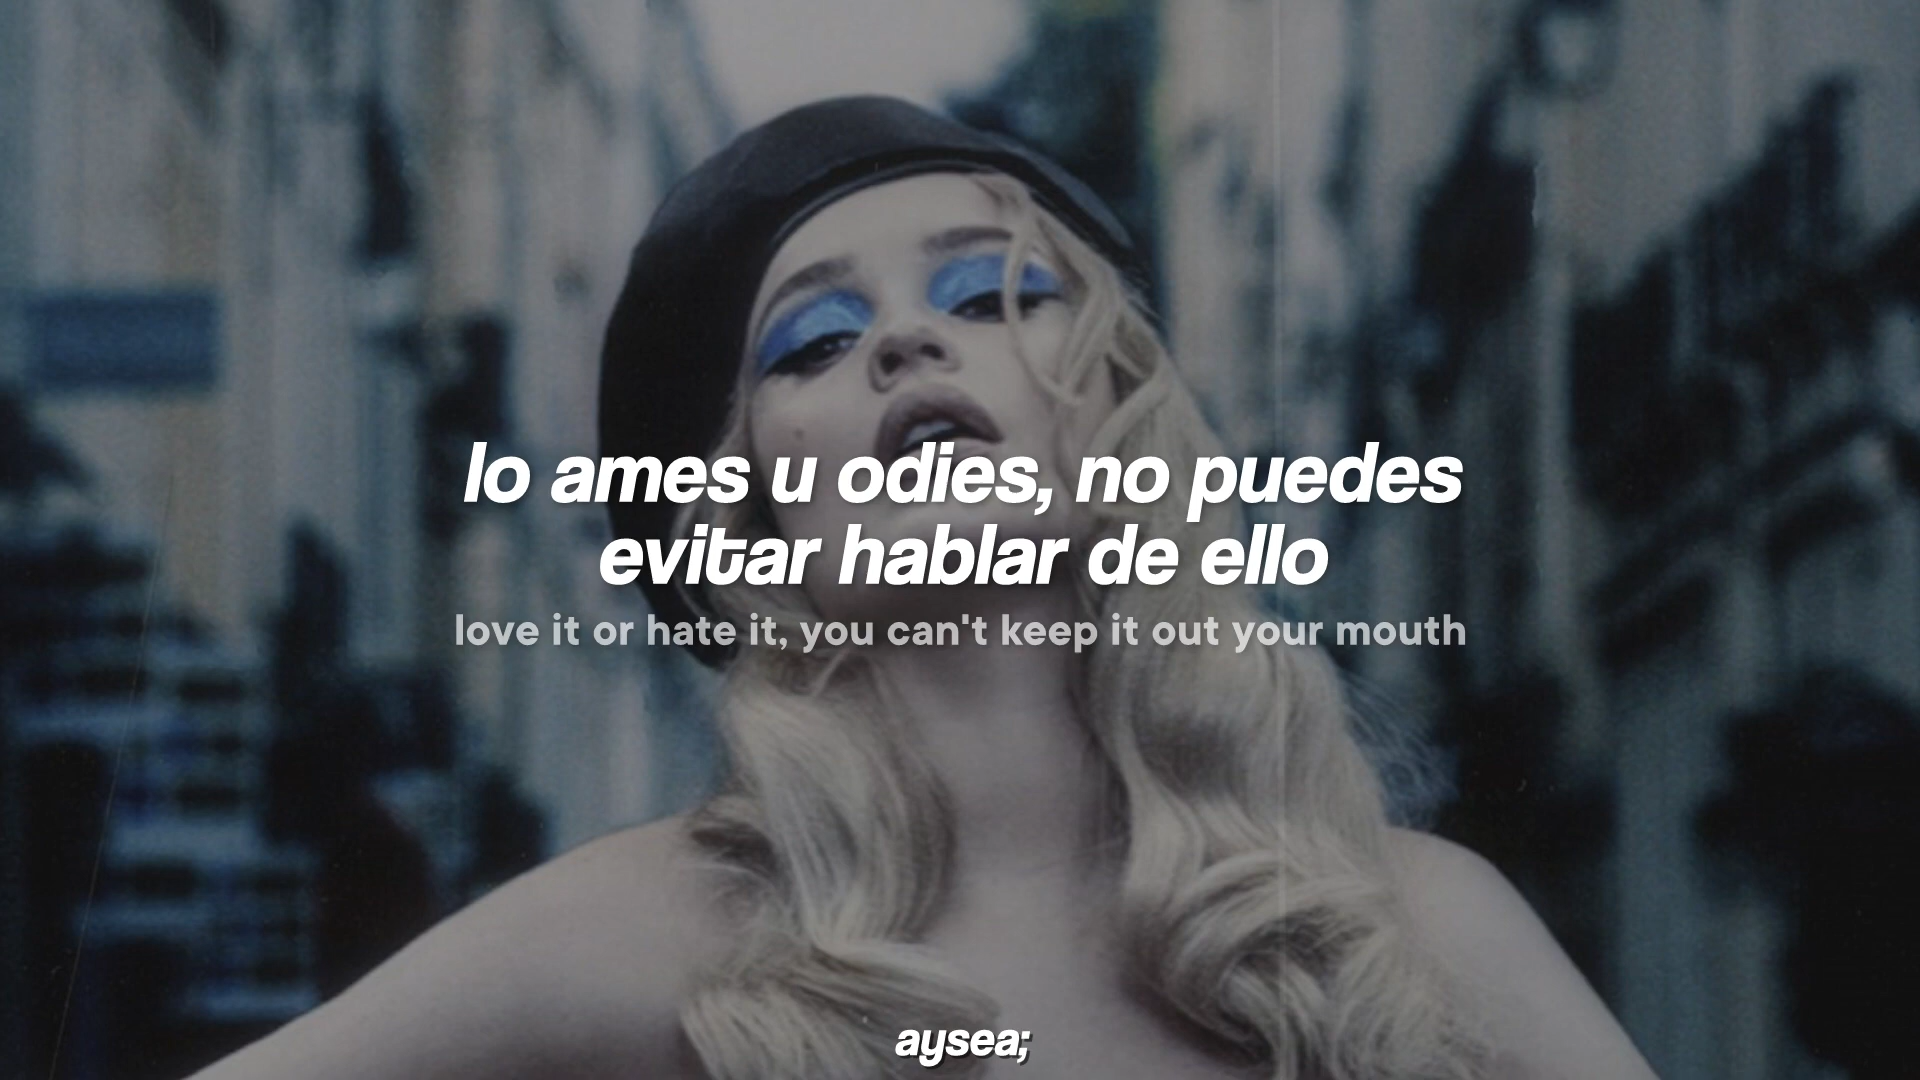 lo ames u odies, no puedes
evitar hablar de ello
love it or hate it, you can't keep it out your mouth
aysea;